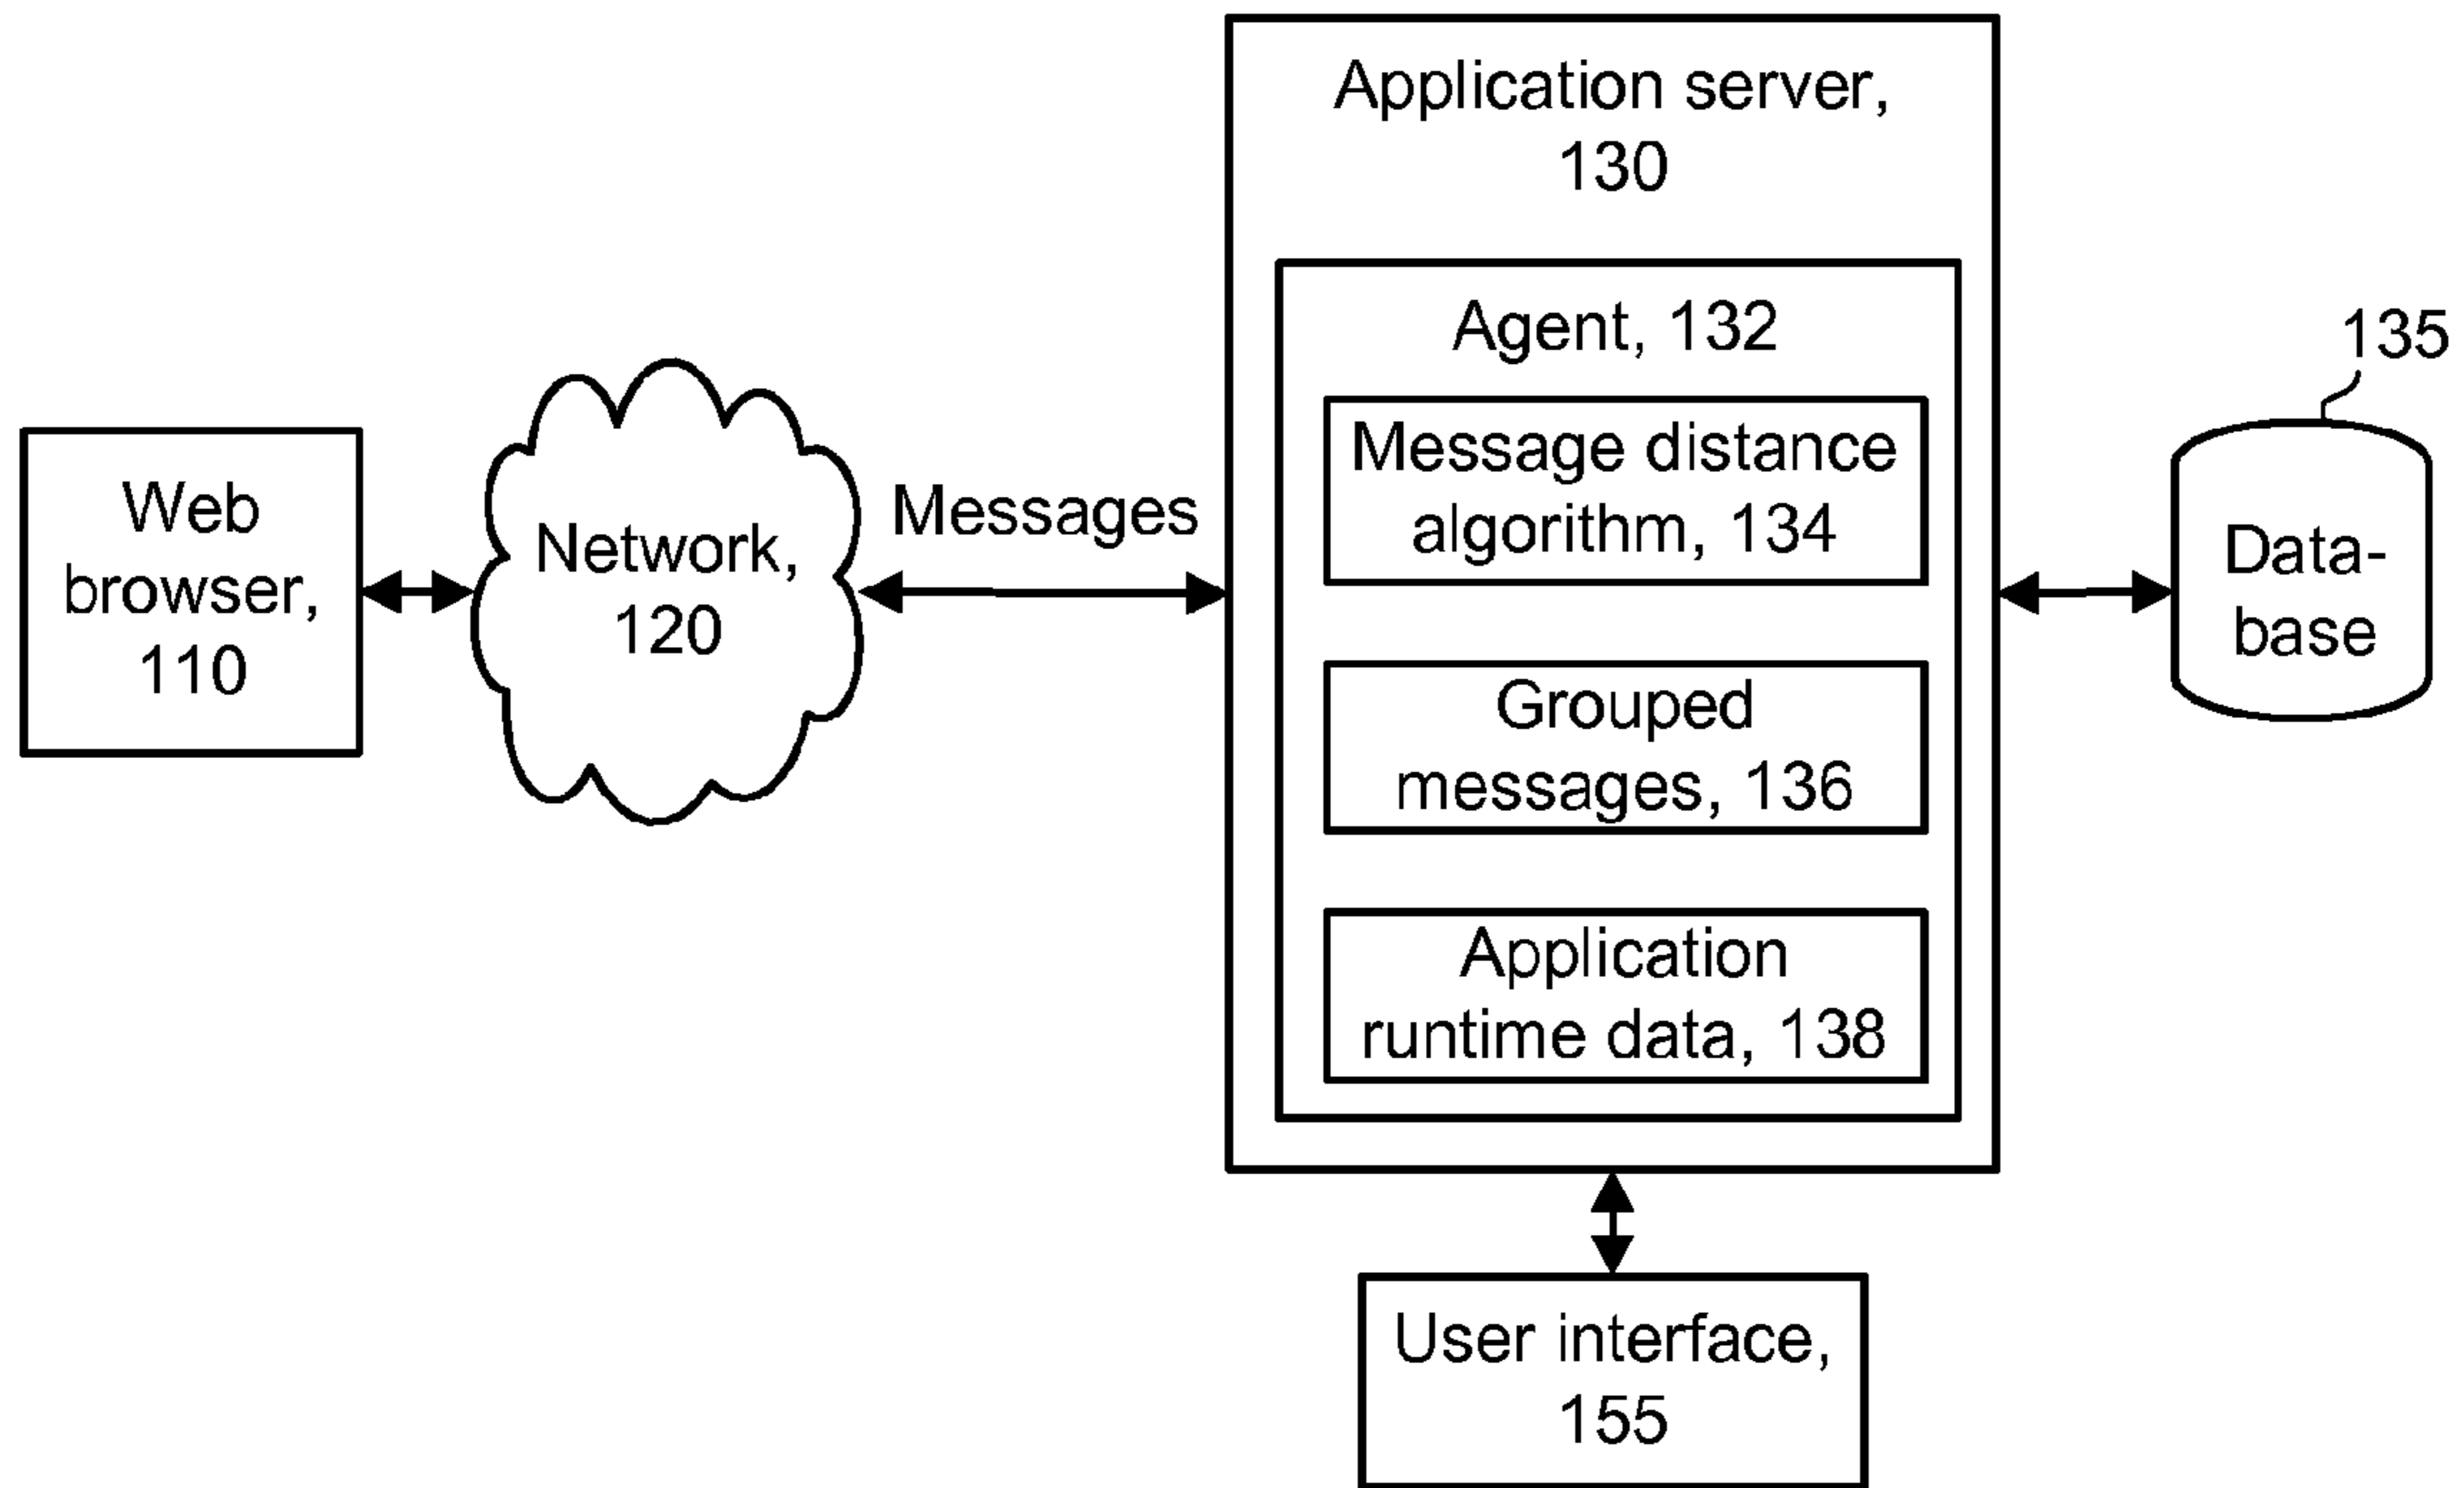 Application server,
130
Agent, 132
Message distance
algorithm, 134
Grouped
messages, 136
Application
runtime data, 138
Web
browser,
110
Network,
120
Messages
135
Data-
base
User interface,
155